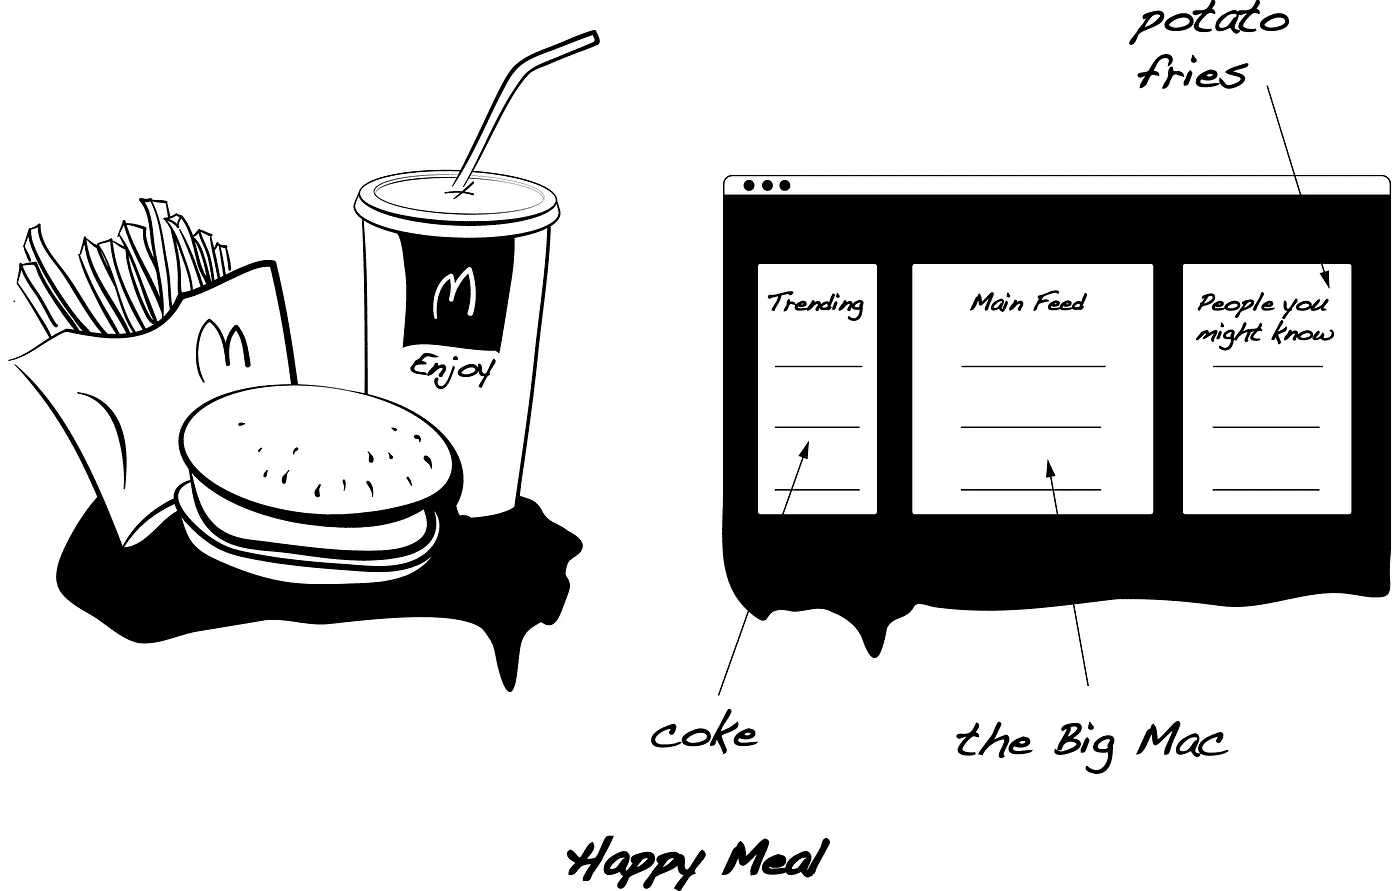 potato
fries
M
M
Enjoy
Trending
Main Feed
People you
might know
coke
the Big Mac
Happy Meal